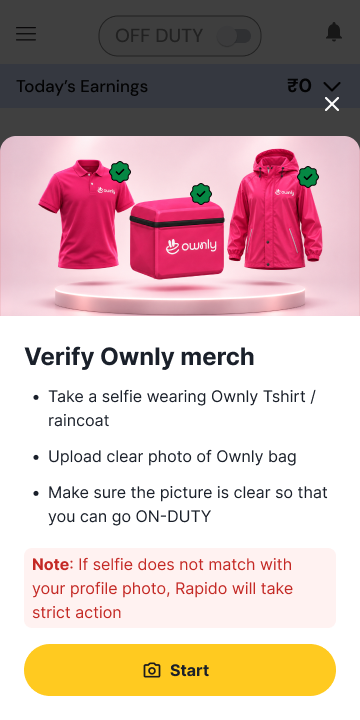 OFF DUTY
Today's Earnings
₹0
ownly
ownly
ownly
Verify Ownly merch
• Take a selfie wearing Ownly Tshirt /
raincoat
• Upload clear photo of Ownly bag
• Make sure the picture is clear so that
you can go ON-DUTY
Note: If selfie does not match with
your profile photo, Rapido will take
strict action
Start